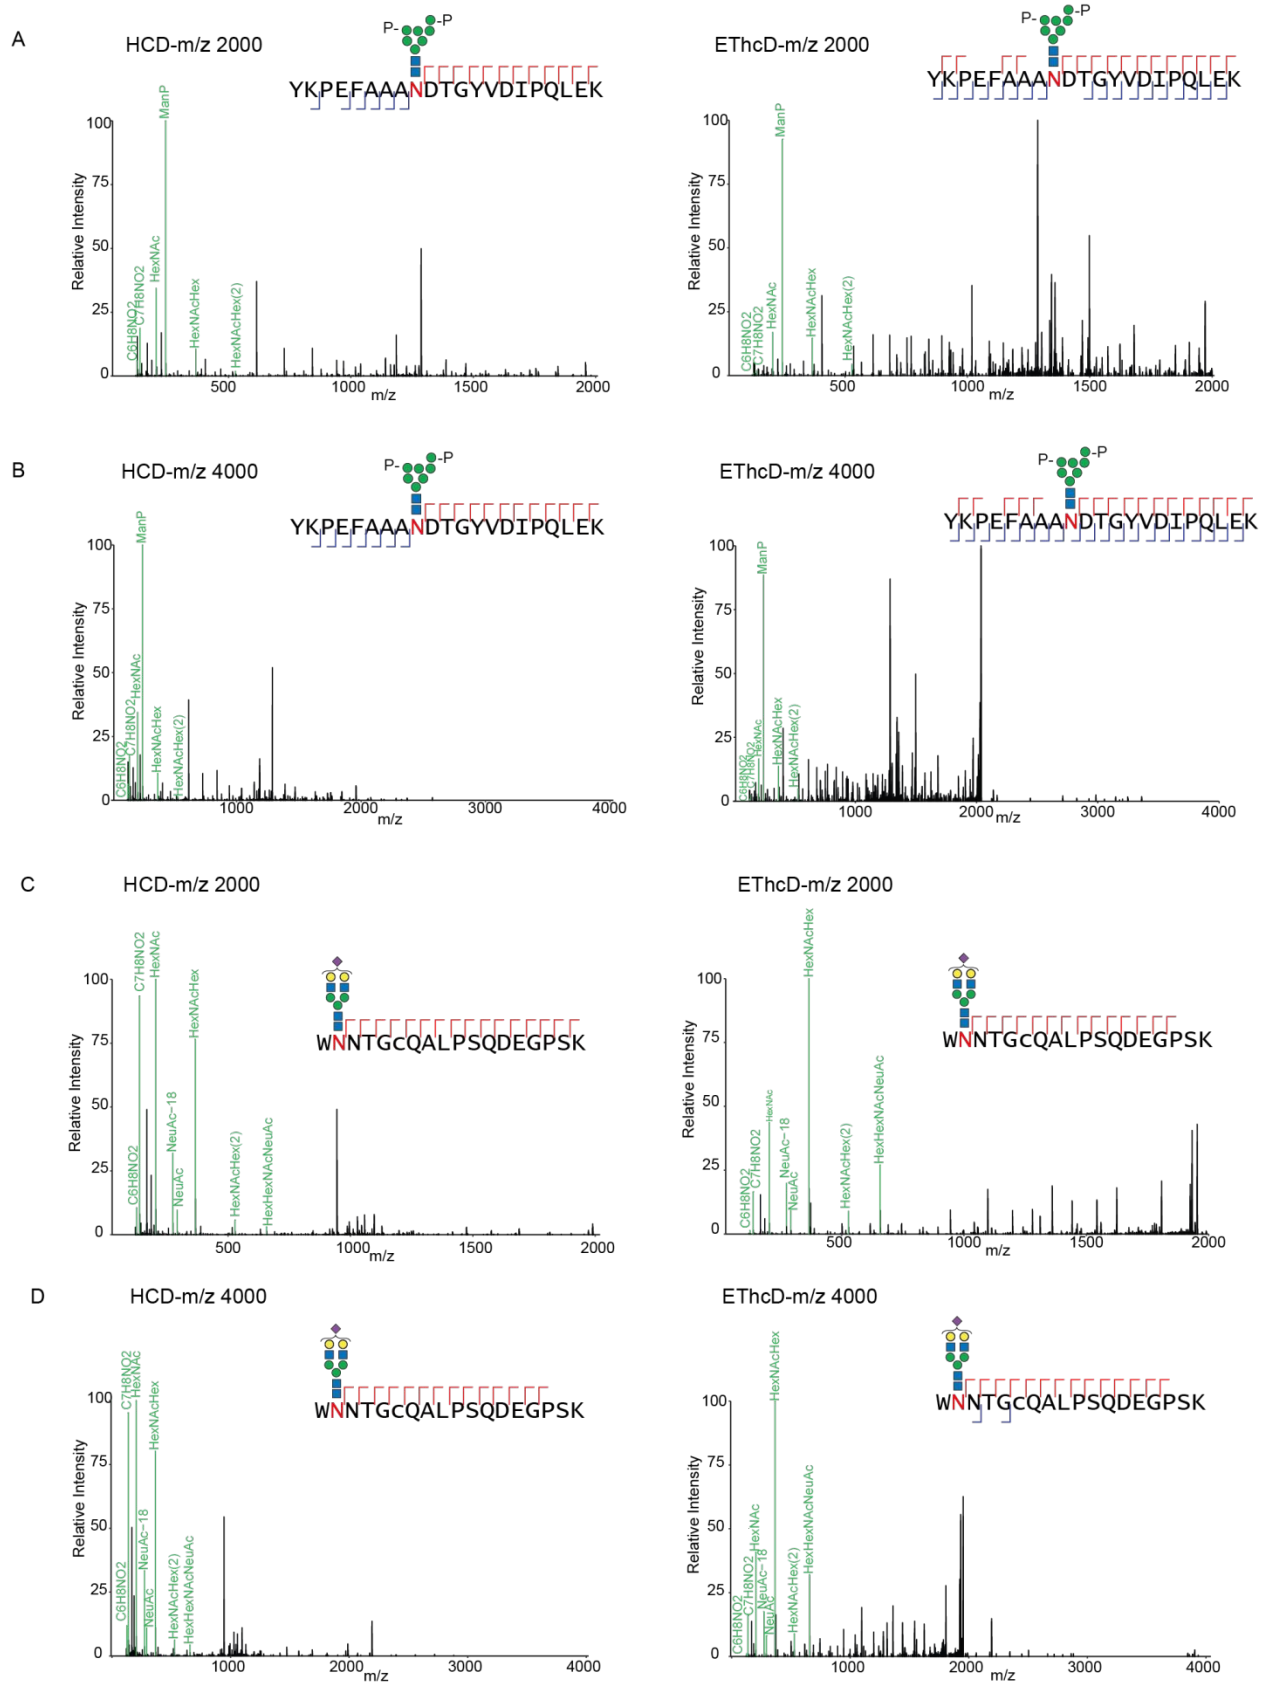 A
HCD-m/z 2000
P-
-P
YKPEFAAANDTGYVDIPQLEK
Relative Intensity
100
75
50
25
0
C6H8NO2
C7H8NO2
HexNAc
ManP
HexNAcHex
HexNAcHex(2)
500
1000
1500
2000
m/z
EThcD-m/z 2000
P-
-P
YKPEFAAANDTGYVDIPQLEK
Relative Intensity
100
75
50
25
0
C6H8NO2
C7H8NO2
HexNAc
ManP
HexNAcHex
HexNAcHex(2)
500
1000
1500
2000
m/z
B
HCD-m/z 4000
P-
-P
YKPEFAAANDTGYVDIPQLEK
Relative Intensity
100
75
50
25
0
C6H8NO2
C7H8NO2
HexNAc
ManP
HexNAcHex
HexNAcHex(2)
1000
2000
3000
4000
m/z
EThcD-m/z 4000
P-
-P
YKPEFAAANDTGYVDIPQLEK
Relative Intensity
100
75
50
25
0
C6H8NO2
C7H8NO2
HexNAc
ManP
HexNAcHex
HexNAcHex(2)
1000
2000
3000
4000
m/z
C
HCD-m/z 2000
WNNTGcQALPSQDEGPSK
Relative Intensity
100
75
50
25
0
C6H8NO2
C7H8NO2
HexNAc
NeuAc-18
NeuAc
HexNAcHex
HexNAcHex(2)
HexHexNAcNeuAc
500
1000
1500
2000
m/z
EThcD-m/z 2000
WNNTGcQALPSQDEGPSK
Relative Intensity
100
75
50
25
0
C6H8NO2
C7H8NO2
HexNAc
NeuAc-18
NeuAc
HexNAcHex
HexNAcHex(2)
HexHexNAcNeuAc
500
1000
1500
2000
m/z
D
HCD-m/z 4000
WNNTGcQALPSQDEGPSK
Relative Intensity
100
75
50
25
0
C6H8NO2
C7H8NO2
HexNAc
NeuAc-18
NeuAc
HexNAcHex
HexNAcHex(2)
HexHexNAcNeuAc
1000
2000
3000
4000
m/z
EThcD-m/z 4000
WNNTGcQALPSQDEGPSK
Relative Intensity
100
75
50
25
0
C6H8NO2
C7H8NO2
HexNAc
NeuAc-18
NeuAc
HexNAcHex
HexNAcHex(2)
HexHexNAcNeuAc
1000
2000
3000
4000
m/z